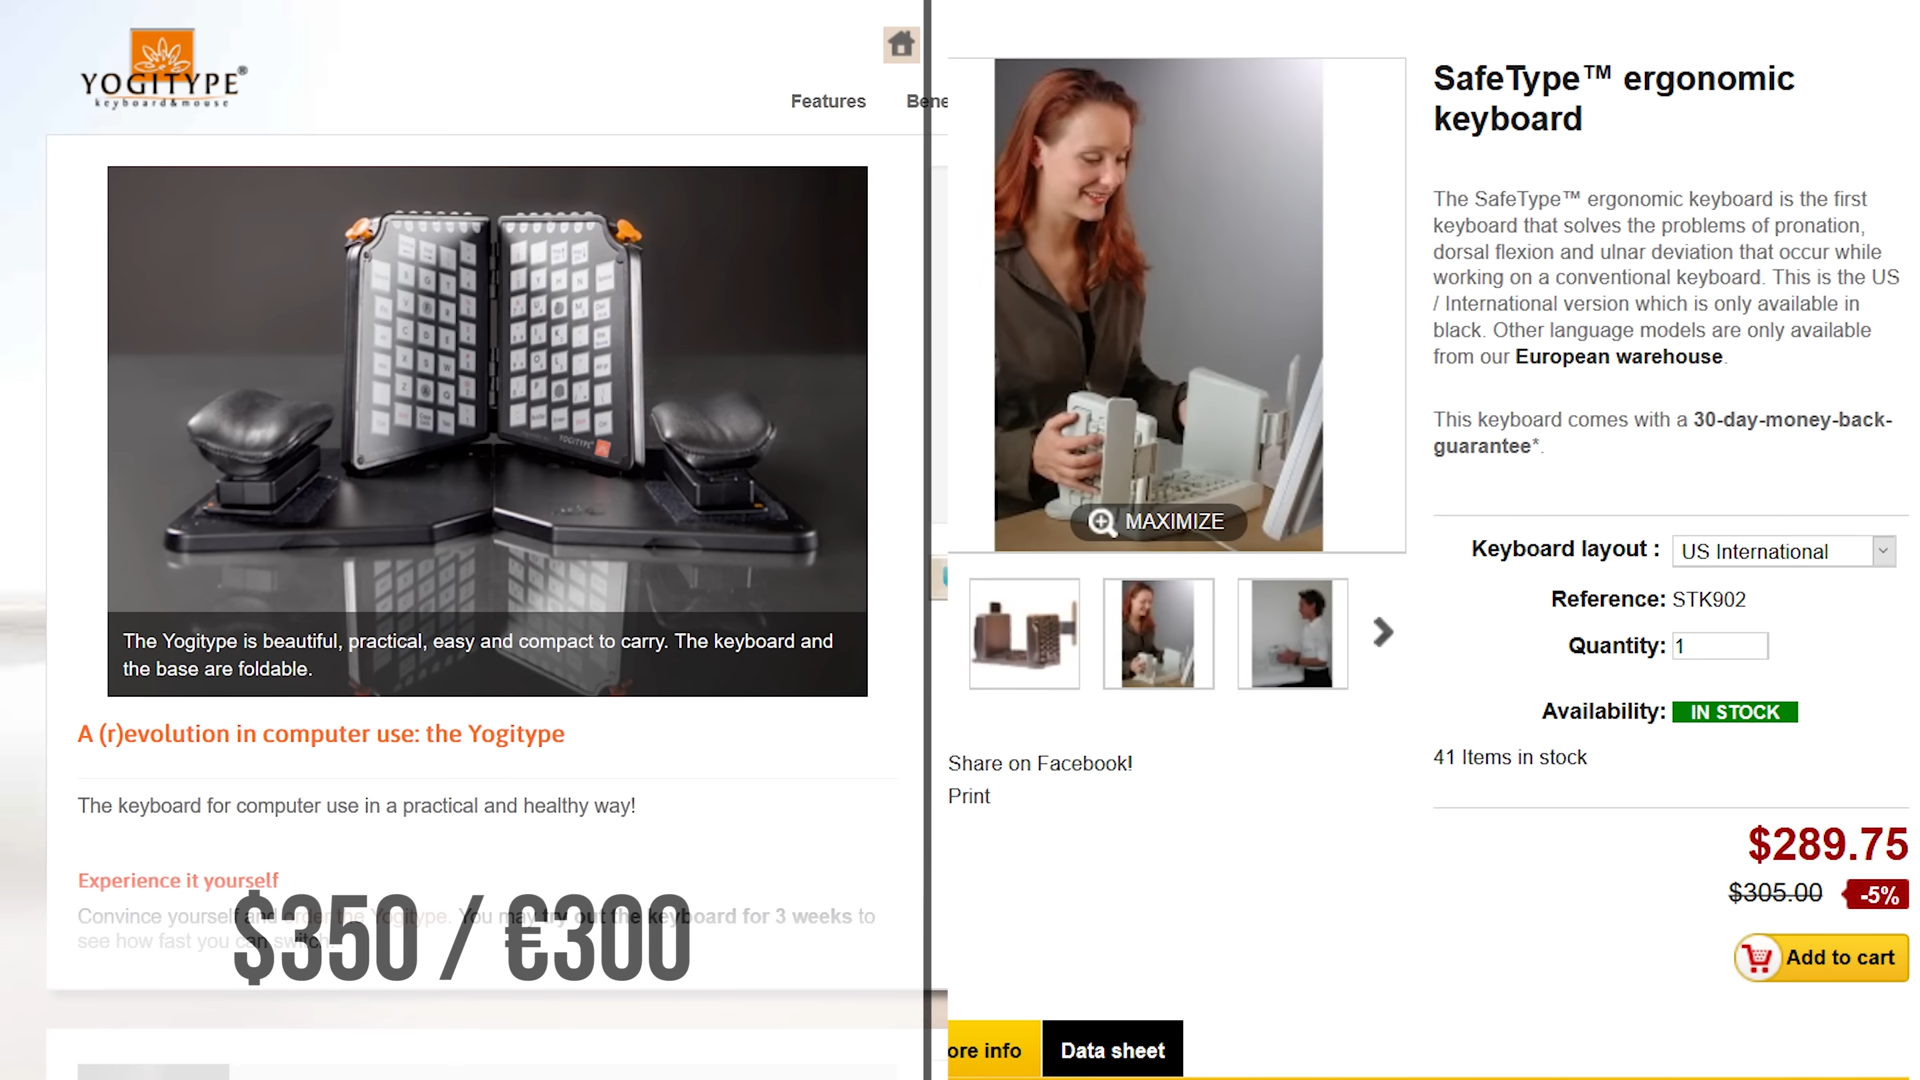 YOGITYPE®
keyboard&mouse
Features
Bene
The Yogitype is beautiful, practical, easy and compact to carry. The keyboard and
the base are foldable.
A (r)evolution in computer use: the Yogitype
The keyboard for computer use in a practical and healthy way!
Experience it yourself
Convince yourself and order the Yogitype. You may try out the keyboard for 3 weeks to
see how fast you can switch.
$350 / €300
SafeType™ ergonomic
keyboard
The SafeType™ ergonomic keyboard is the first
keyboard that solves the problems of pronation,
dorsal flexion and ulnar deviation that occur while
working on a conventional keyboard. This is the US
/ International version which is only available in
black. Other language models are only available
from our European warehouse.
This keyboard comes with a 30-day-money-back-
guarantee*.
MAXIMIZE
Keyboard layout : US International
Reference: STK902
Quantity: 1
Availability: IN STOCK
41 Items in stock
Share on Facebook!
Print
$289.75
$305.00 -5%
Add to cart
ore info
Data sheet